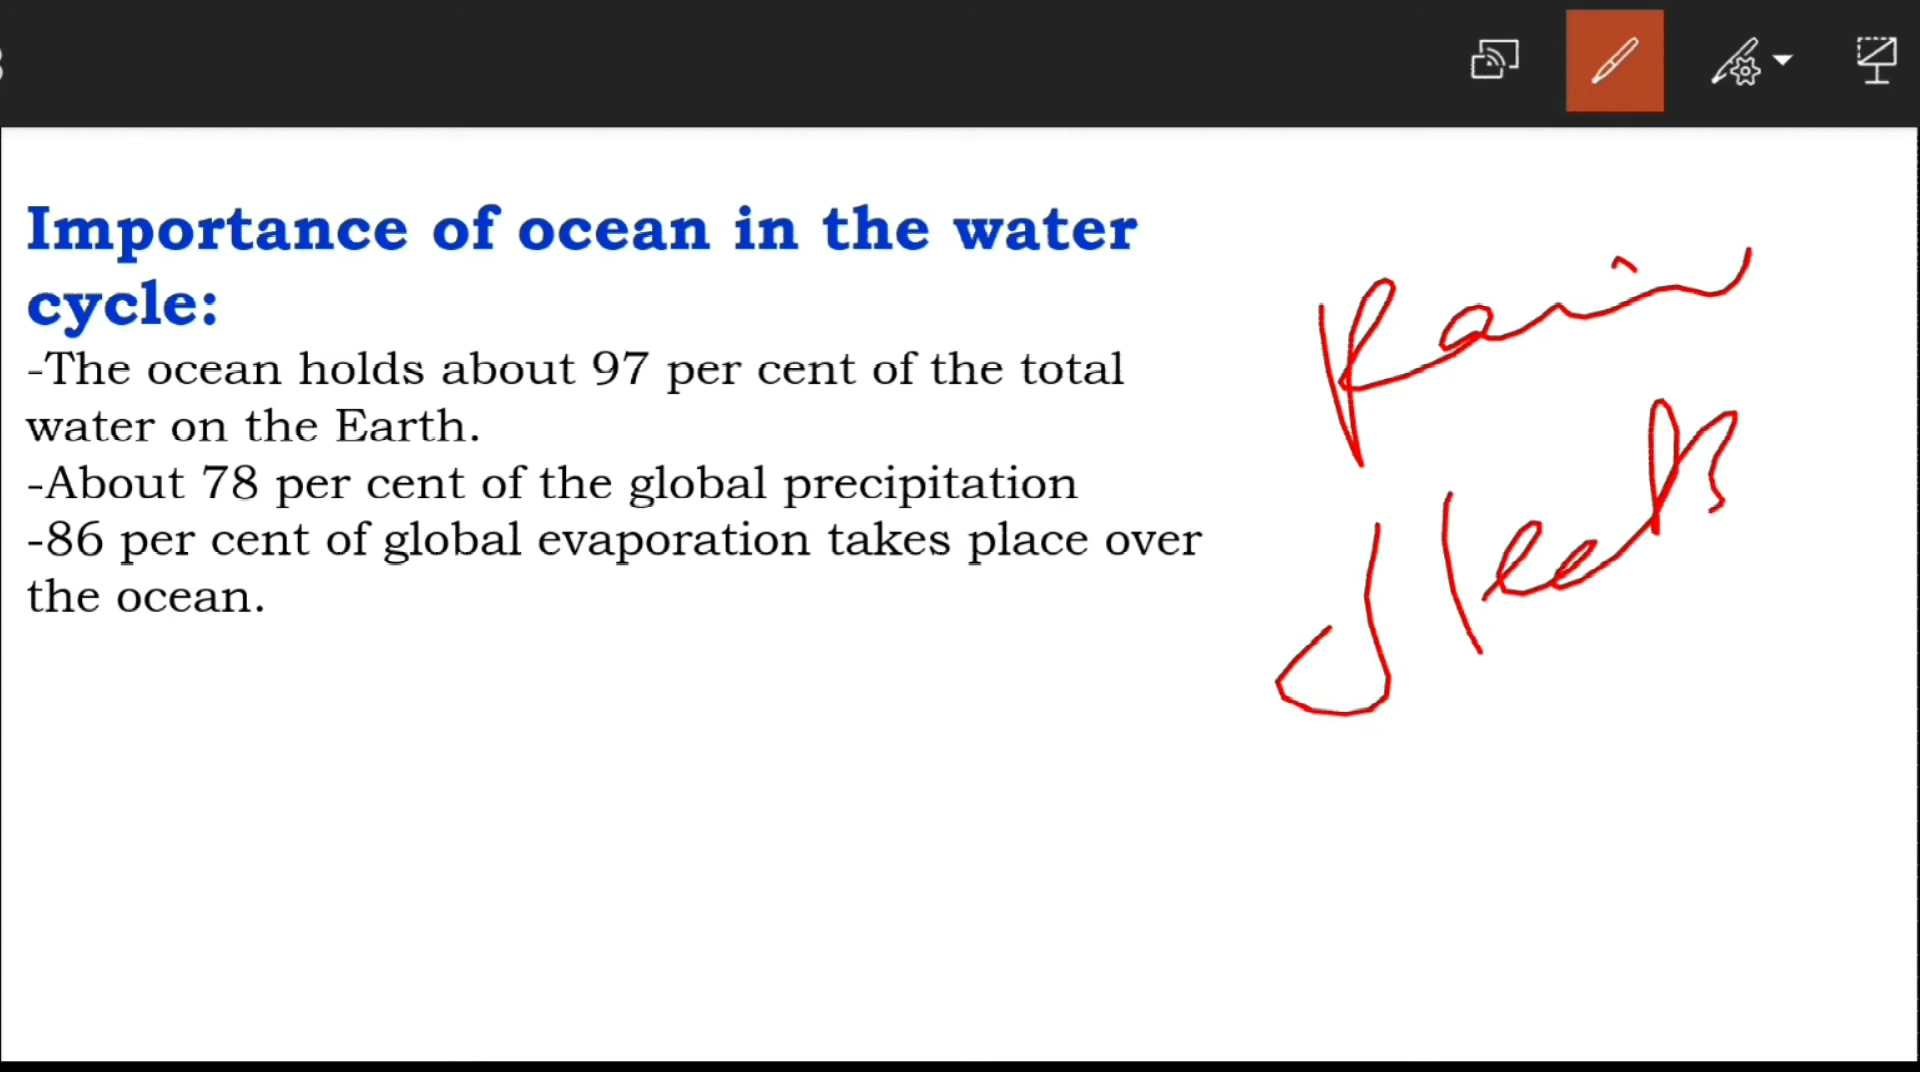 Importance of ocean in the water
cycle:
-The ocean holds about 97 per cent of the total
water on the Earth.
-About 78 per cent of the global precipitation
-86 per cent of global evaporation takes place over
the ocean.
Rain